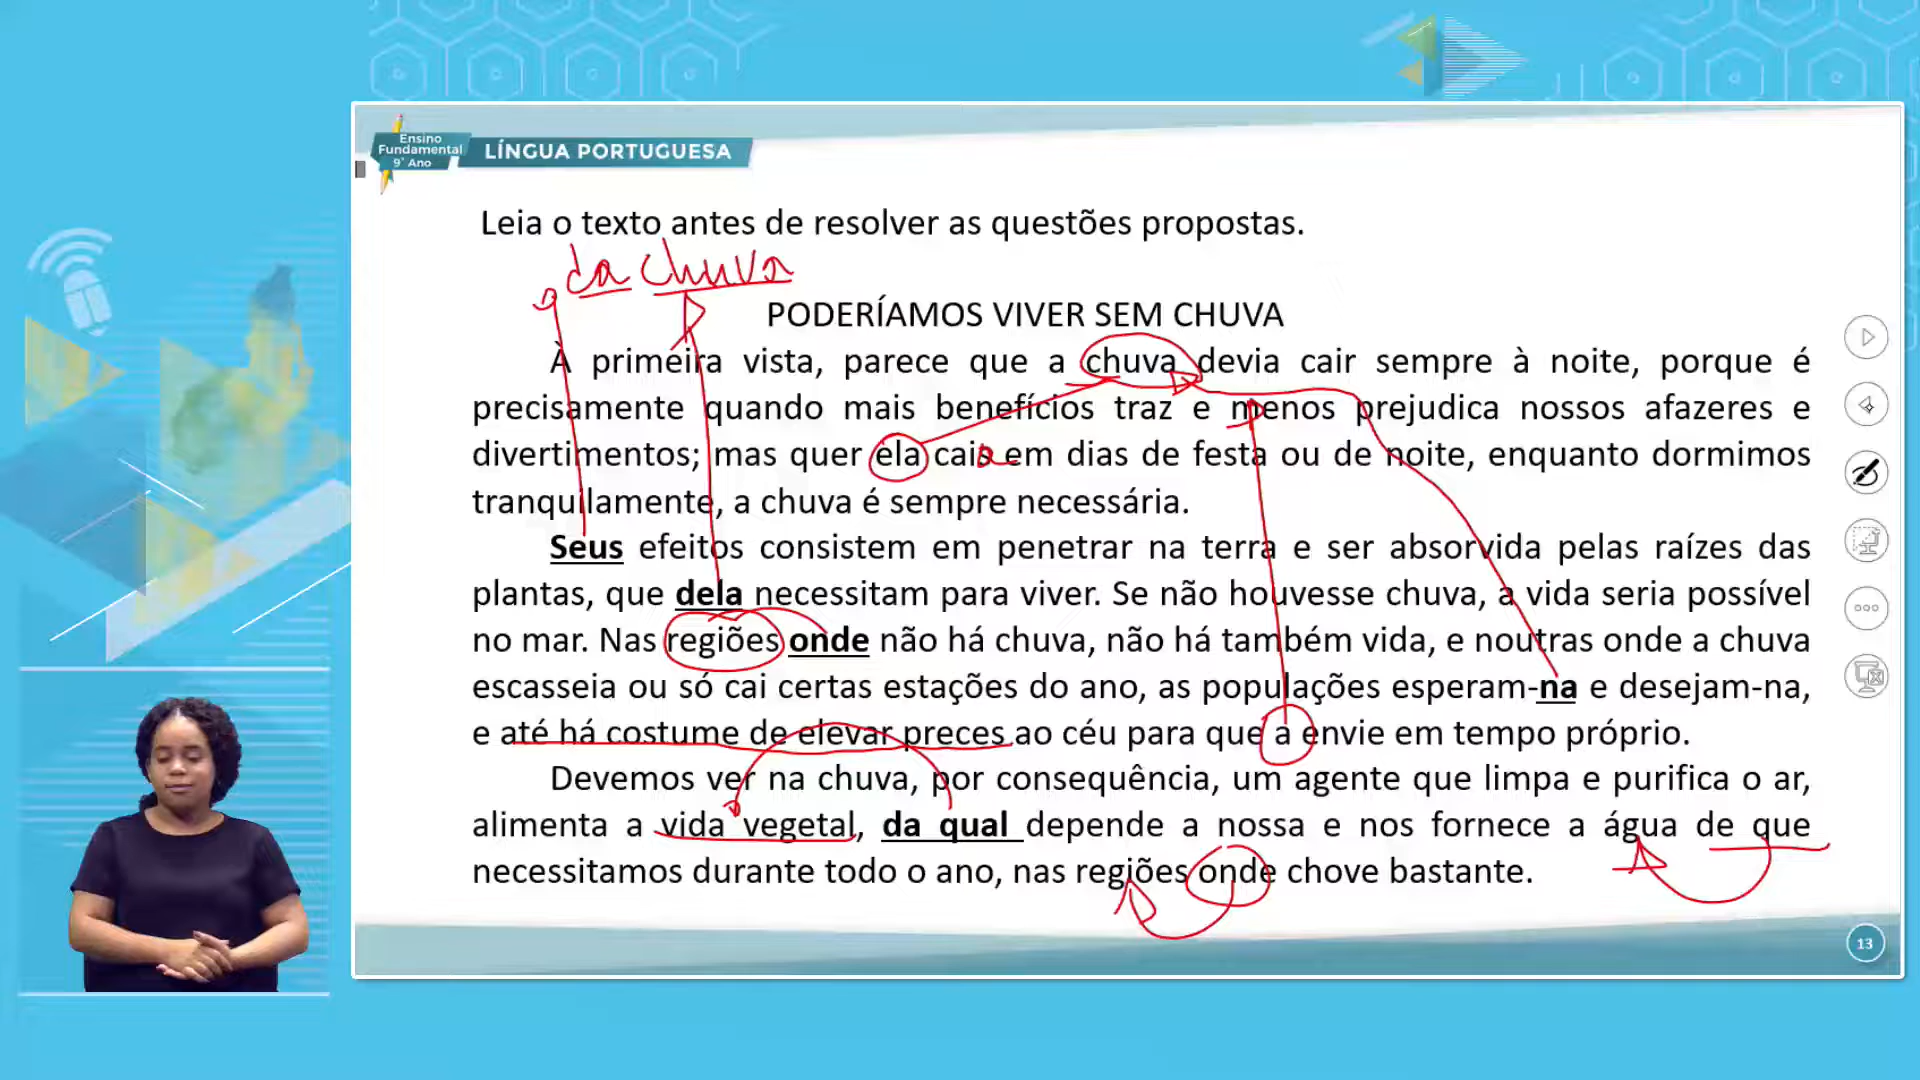 Ensino
Fundamental
9° Ano
LÍNGUA PORTUGUESA
Leia o texto antes de resolver as questões propostas.
da chuva
PODERÍAMOS VIVER SEM CHUVA
À primeira vista, parece que a chuva devia cair sempre à noite, porque é
precisamente quando mais benefícios traz e menos prejudica nossos afazeres e
divertimentos; mas quer ela cais em dias de festa ou de noite, enquanto dormimos
tranquilamente, a chuva é sempre necessária.
Seus efeitos consistem em penetrar na terra e ser absorvida pelas raízes das
plantas, que dela necessitam para viver. Se não houvesse chuva, a vida seria possível
no mar. Nas regiões onde não há chuva, não há também vida, e noutras onde a chuva
escasseia ou só cai certas estações do ano, as populações esperam-na e desejam-na,
e até há costume de elevar preces ao céu para que a envie em tempo próprio.
Devemos ver na chuva, por consequência, um agente que limpa e purifica o ar,
alimenta a vida vegetal, da qual depende a nossa e nos fornece a água de que
necessitamos durante todo o ano, nas regiões onde chove bastante.
13